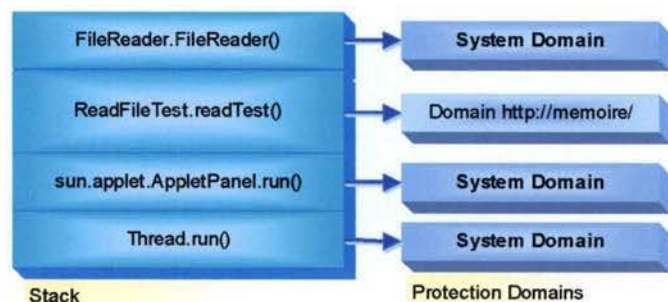 FileReader.FileReader()
System Domain
ReadFileTest.readTest()
Domain http://memoire/
sun.applet.AppletPanel.run()
System Domain
Thread.run()
System Domain
Stack
Protection Domains